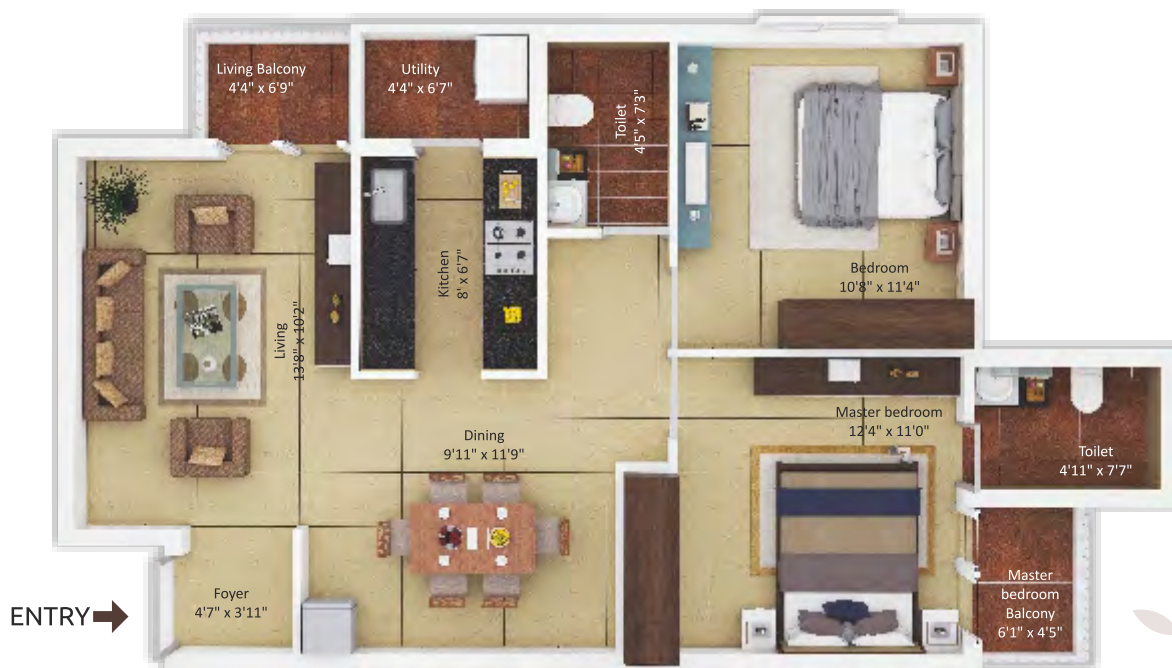 Living Balcony
4'4" x 6'9"
Utility
4'4" x 6'7"
Toilet
4'5" x 7'3"
Bedroom
10'8" x 11'4"
Kitchen
8' x 6'7"
Living
13'8" x 10'2"
Master bedroom
12'4" x 11'0"
Dining
9'11" x 11'9"
Toilet
4'11" x 7'7"
Foyer
4'7" x 3'11"
Master
bedroom
Balcony
6'1" x 4'5"
ENTRY